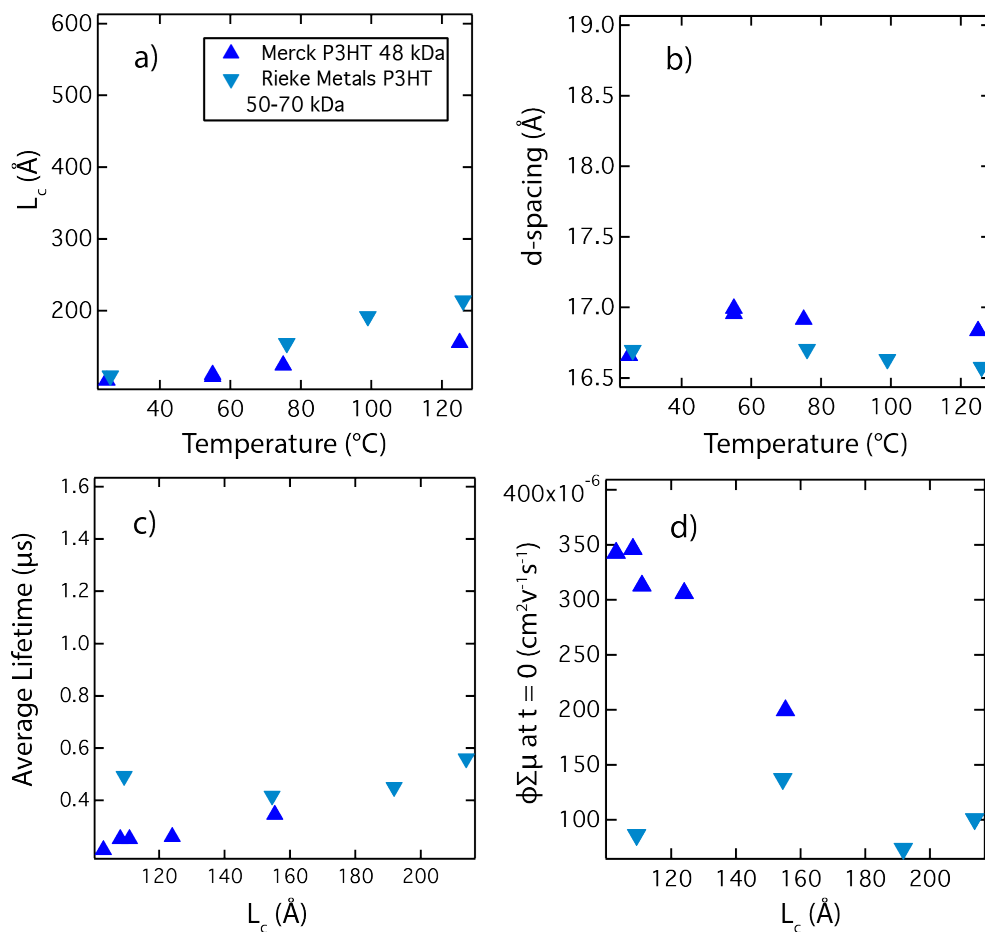 a)
Merck P3HT 48 kDa
Rieke Metals P3HT
50-70 kDa
600
500
400
300
200
L_c (Å)
40 60 80 100 120
Temperature (°C)
b)
19.0
18.5
18.0
17.5
17.0
16.5
d-spacing (Å)
40 60 80 100 120
Temperature (°C)
c)
1.6
1.4
1.2
1.0
0.8
0.6
0.4
Average Lifetime (μs)
120 140 160 180 200
L_c (Å)
d)
400x10⁻⁶
350
300
250
200
150
100
ϕΣμ at t = 0 (cm²v⁻¹s⁻¹)
120 140 160 180 200
L_c (Å)